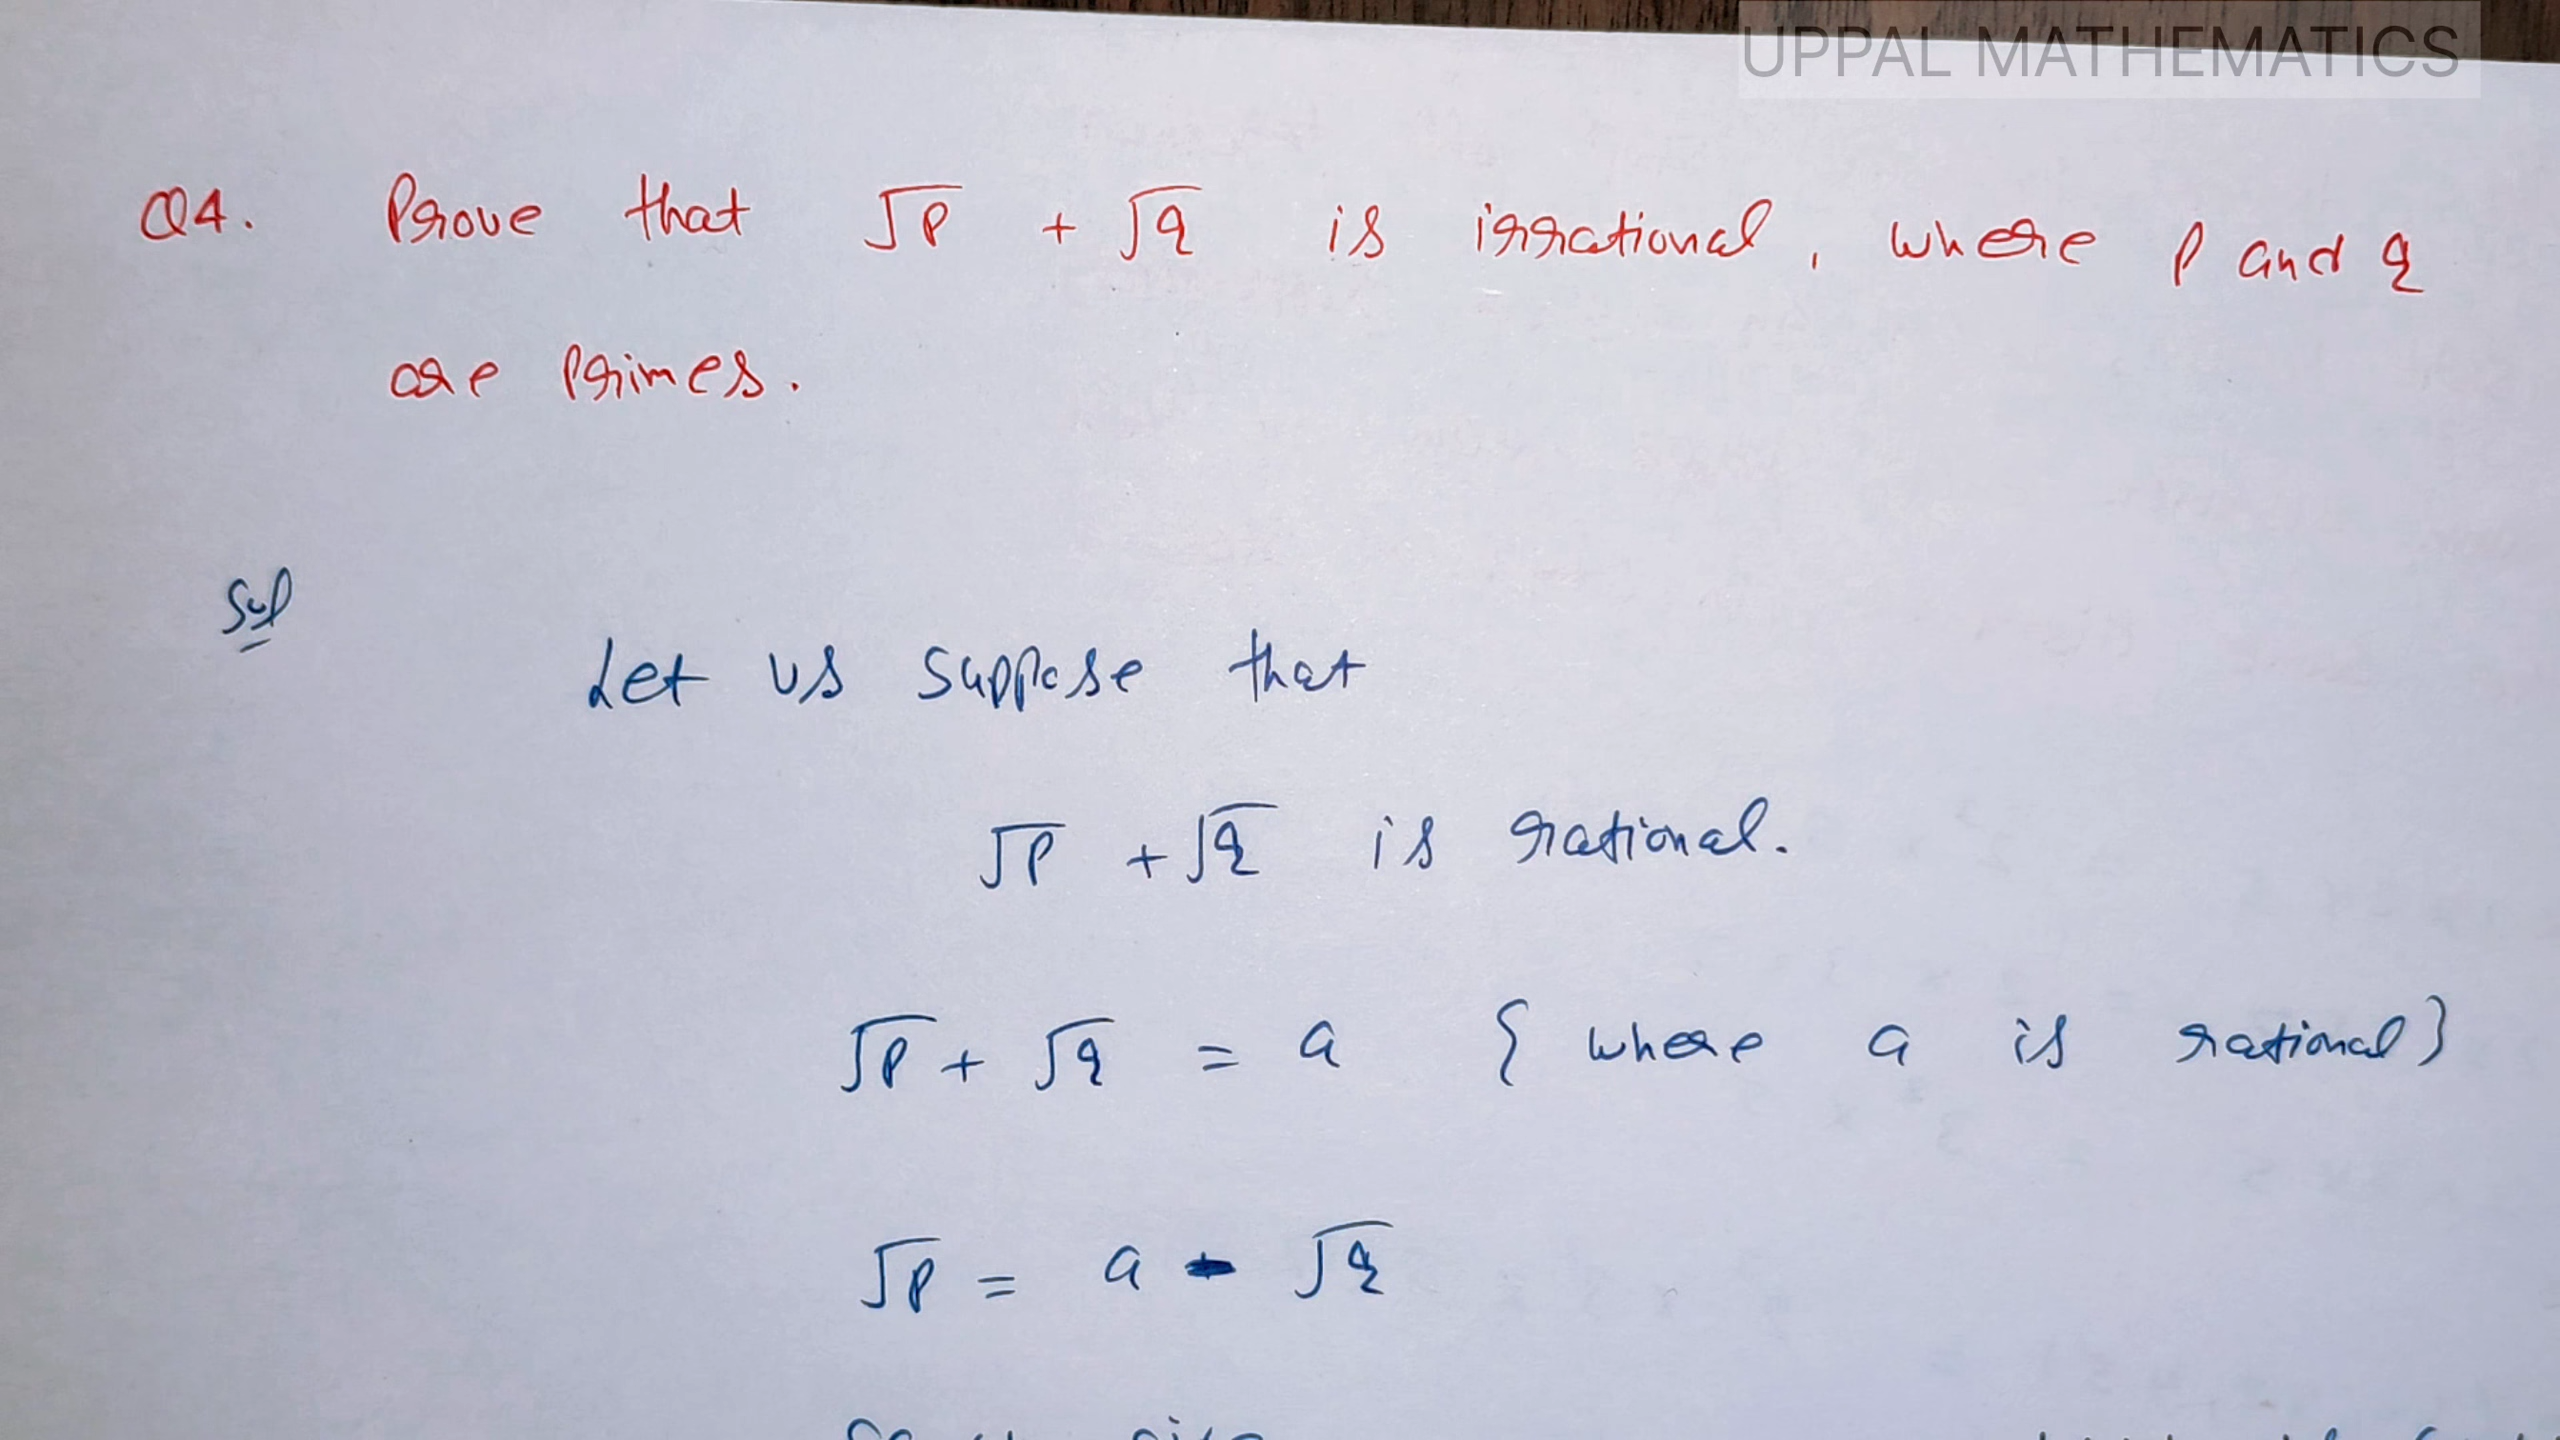 UPPAL MATHEMATICS
Q4. Prove that √p + √q is irrational, where p and q
are primes.
Sol
Let us suppose that
√p + √q is rational.
√p + √q = a { where a is rational}
√p = a - √q